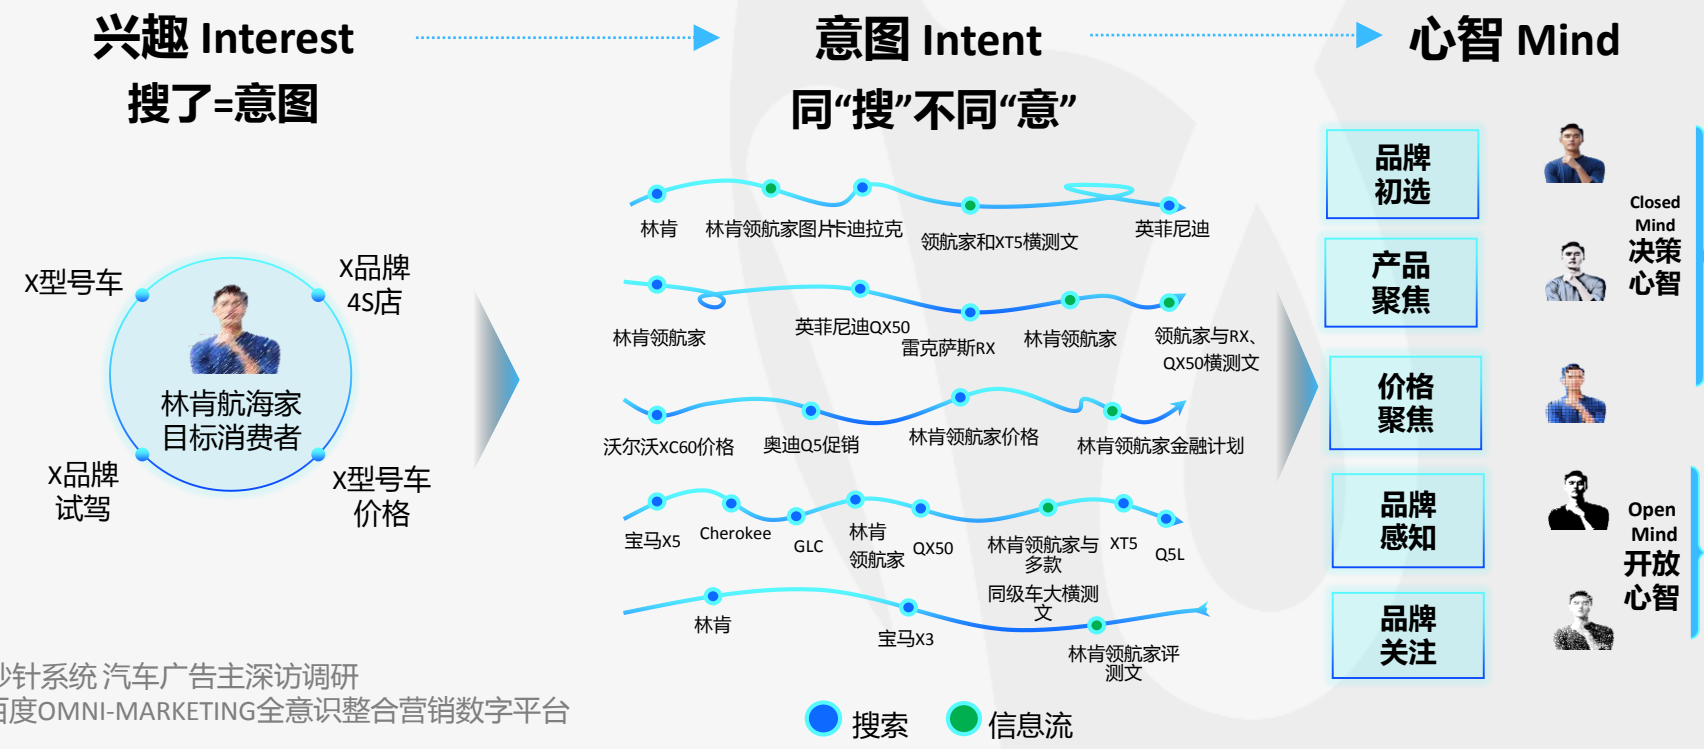 兴趣 Interest
意图 Intent
心智 Mind
搜了=意图
同“搜”不同“意”
X型号车
X品牌
4S店
林肯航海家
目标消费者
X品牌
试驾
X型号车
价格
林肯
林肯领航家图片
卡迪拉克
领航家和XT5横测文
英菲尼迪
林肯领航家
英菲尼迪QX50
雷克萨斯RX
林肯领航家
领航家与RX、
QX50横测文
沃尔沃XC60价格
奥迪Q5促销
林肯领航家价格
林肯领航家金融计划
宝马X5
Cherokee
GLC
林肯
领航家
QX50
林肯领航家与
多款
同级车大横测
文
XT5
Q5L
林肯
宝马X3
林肯领航家评
测文
搜索
信息流
品牌
初选
产品
聚焦
价格
聚焦
品牌
感知
品牌
关注
Closed
Mind
决策
心智
Open
Mind
开放
心智
秒针系统 汽车广告主深访调研
百度OMNI-MARKETING全意识整合营销数字平台